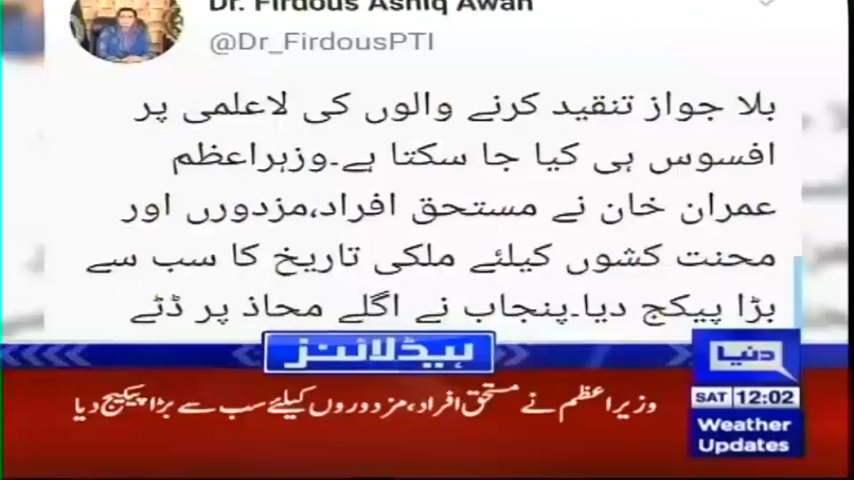 Dr. Firdous Ashiq Awan
@Dr_FirdousPTI
بلا جواز تنقید کرنے والوں کی لاعلمی پر
افسوس ہی کیا جا سکتا ہے۔وزیراعظم
عمران خان نے مستحق افراد،مزدورں اور
محنت کشوں کیلئے ملکی تاریخ کا سب سے
بڑا پیکج دیا۔پنجاب نے اگلے محاذ پر ڈٹے
ہیڈلائنز
دنیا
وزیراعظم نے مستحق افراد،مزدوروں کیلئے سب سے بڑا پیکیج دیا
SAT 12:02
Weather
Updates